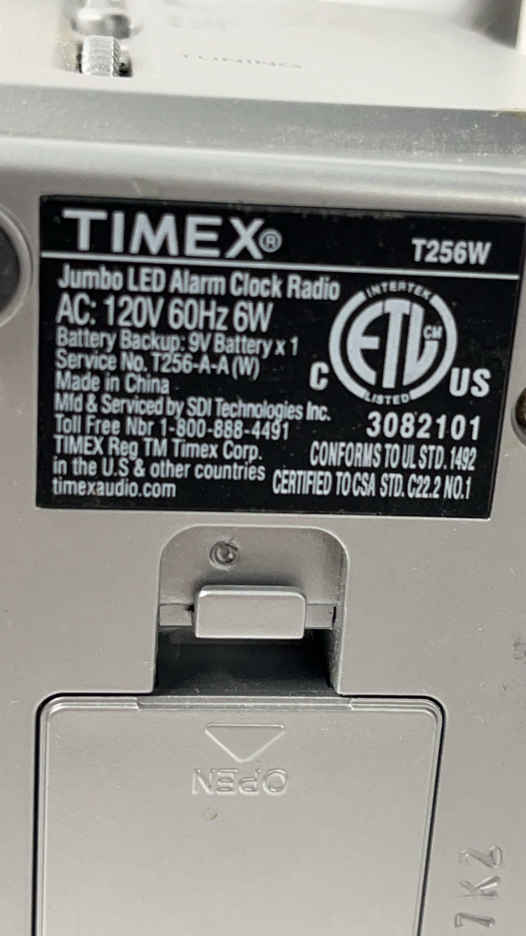 TUNING
TIMEX® T256W
Jumbo LED Alarm Clock Radio
AC: 120V 60Hz 6W
Battery Backup: 9V Battery x 1
Service No. T256-A-A (W)
Made in China
Mfd & Serviced by SDI Technologies Inc.
Toll Free Nbr 1-800-888-4491
TIMEX Reg TM Timex Corp.
in the U.S & other countries
timexaudio.com
INTERTEK
ETL CM
C US
LISTED
3082101
CONFORMS TO UL STD. 1492
CERTIFIED TO CSA STD. C22.2 NO.1
OPEN
7K2